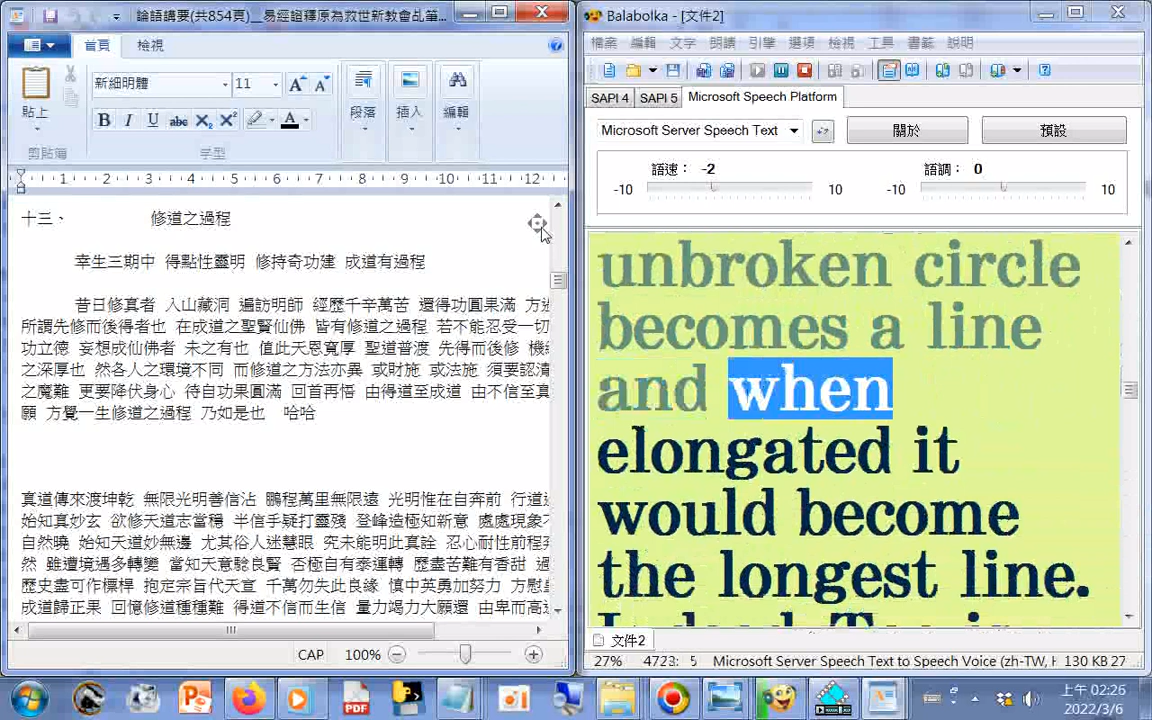 論語講要(共854頁)__易經證釋原為救世新教會乩筆...
首頁 檢視
新細明體 11
貼上
段落 插入 編輯
剪貼簿 字型
1 2 3 4 5 6 7 8 9 10 11 12
十三、 修道之過程
幸生三期中 得點性靈明 修持奇功建 成道有過程
昔日修真者 入山藏洞 遍訪明師 經歷千辛萬苦 還得功圓果滿 方
所謂先修而後得者也 在成道之聖賢仙佛 皆有修道之過程 若不能忍受一切
功立德 妄想成仙佛者 未之有也 值此天恩寬厚 聖道普渡 先得而後修 機
之深厚也 然各人之環境不同 而修道之方法亦異 或財施 或法施 須要認清
之魔難 更要降伏身心 待自功果圓滿 回首再悟 由得道至成道 由不信至真
願 方覺一生修道之過程 乃如是也 哈哈
真道傳來渡坤乾 無限光明善信沾 鵬程萬里無限遠 光明惟在自奔前 行道
始知真妙玄 欲修天道志當穩 半信乎疑打靈殘 登峰造極知新意 處處現象
自然曉 始知天道妙無邊 尤其俗人迷慧眼 究未能明此真詮 忍心耐性前程
然 雖遭境遇多轉變 當知天意驗良賢 否極自有泰運轉 歷盡苦難有香甜
歷史盡可作標桿 抱定宗旨代天宣 千萬勿失此良緣 慎中英勇加努力 方慰
成道歸正果 回憶修道種種難 得道不信而生信 量力竭力大願還 由卑而高
CAP 100%
Balabolka - [文件2]
檔案 編輯 文字 朗讀 引擎 選項 檢視 工具 書籤 說明
SAPI 4 SAPI 5 Microsoft Speech Platform
Microsoft Server Speech Text 關於 預設
語速： -2 語調： 0
-10 10 -10 10
unbroken circle
becomes a line
and when
elongated it
would become
the longest line.
文件2
27% 4723: 5 Microsoft Server Speech Text to Speech Voice (zh-TW, H 130 KB 27
上午 02:26
2022/3/6